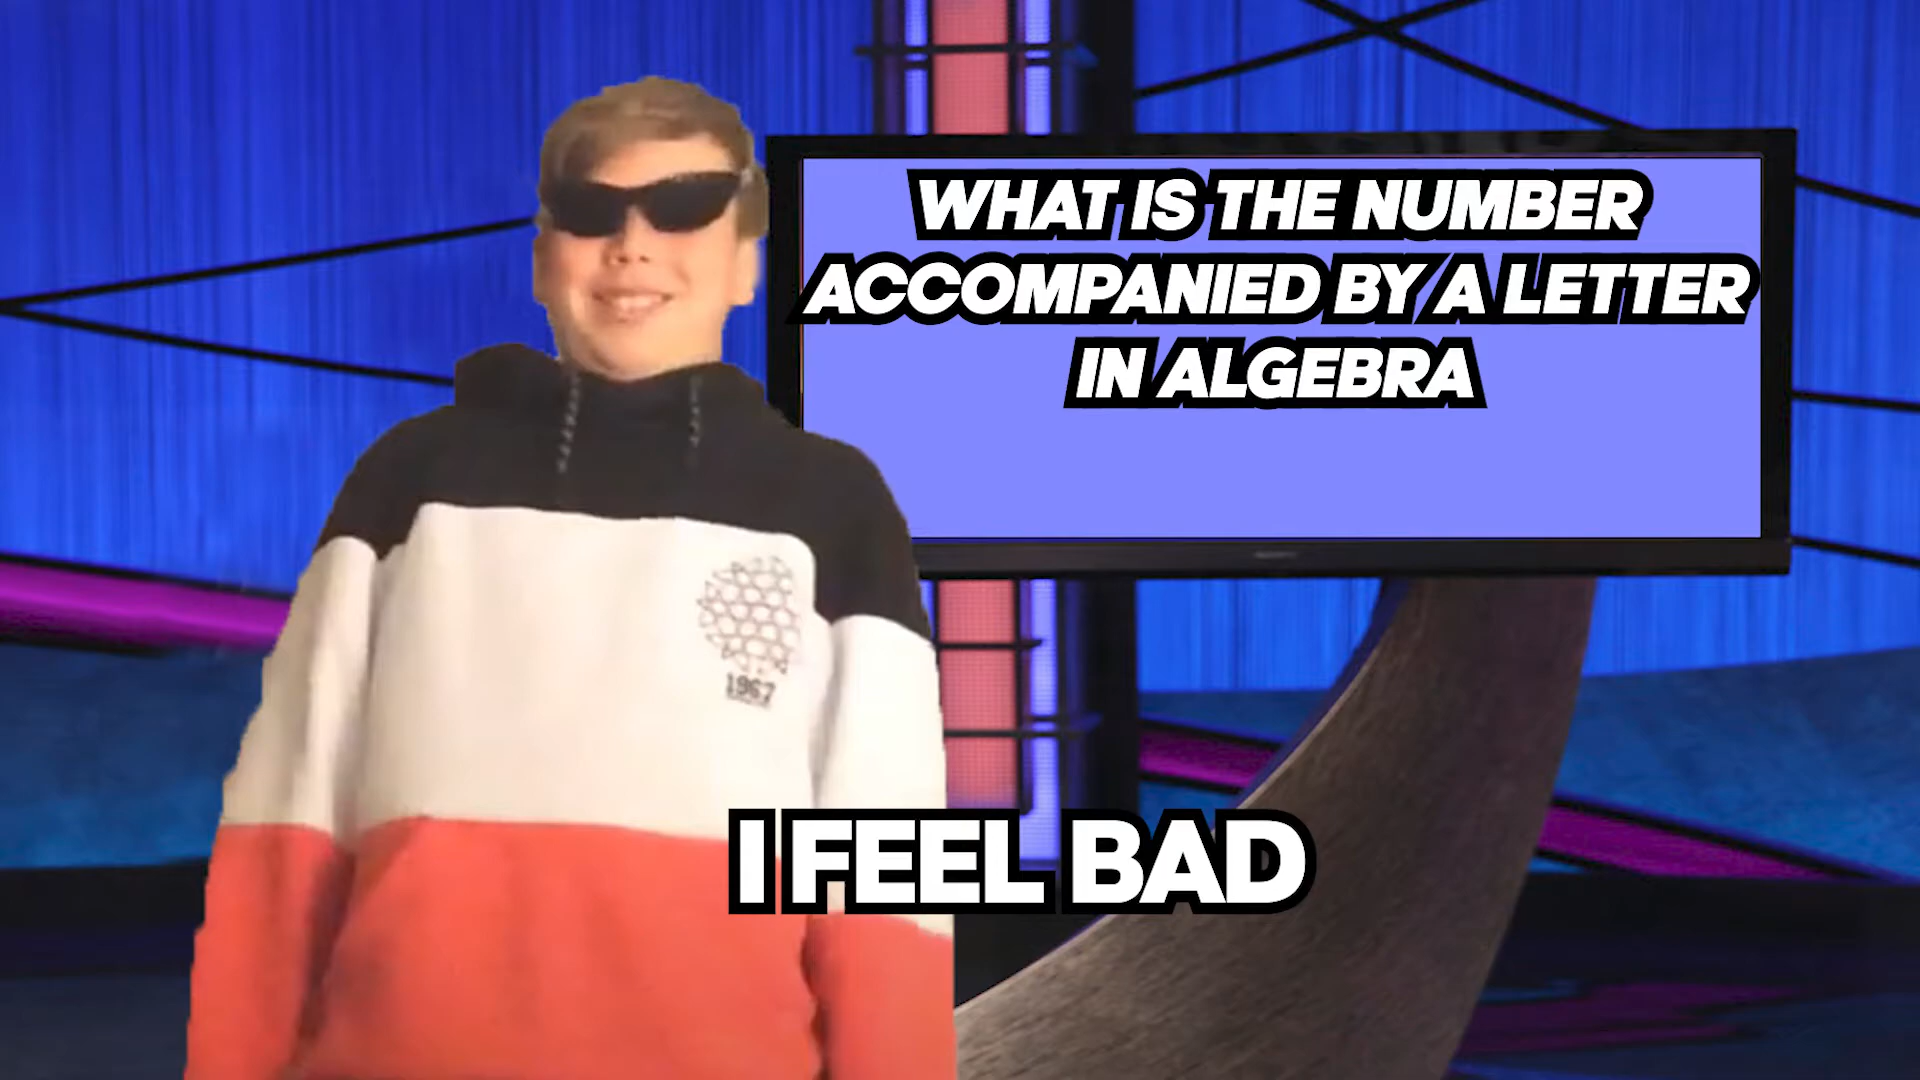 WHAT IS THE NUMBER
ACCOMPANIED BY A LETTER
IN ALGEBRA
1967
I FEEL BAD